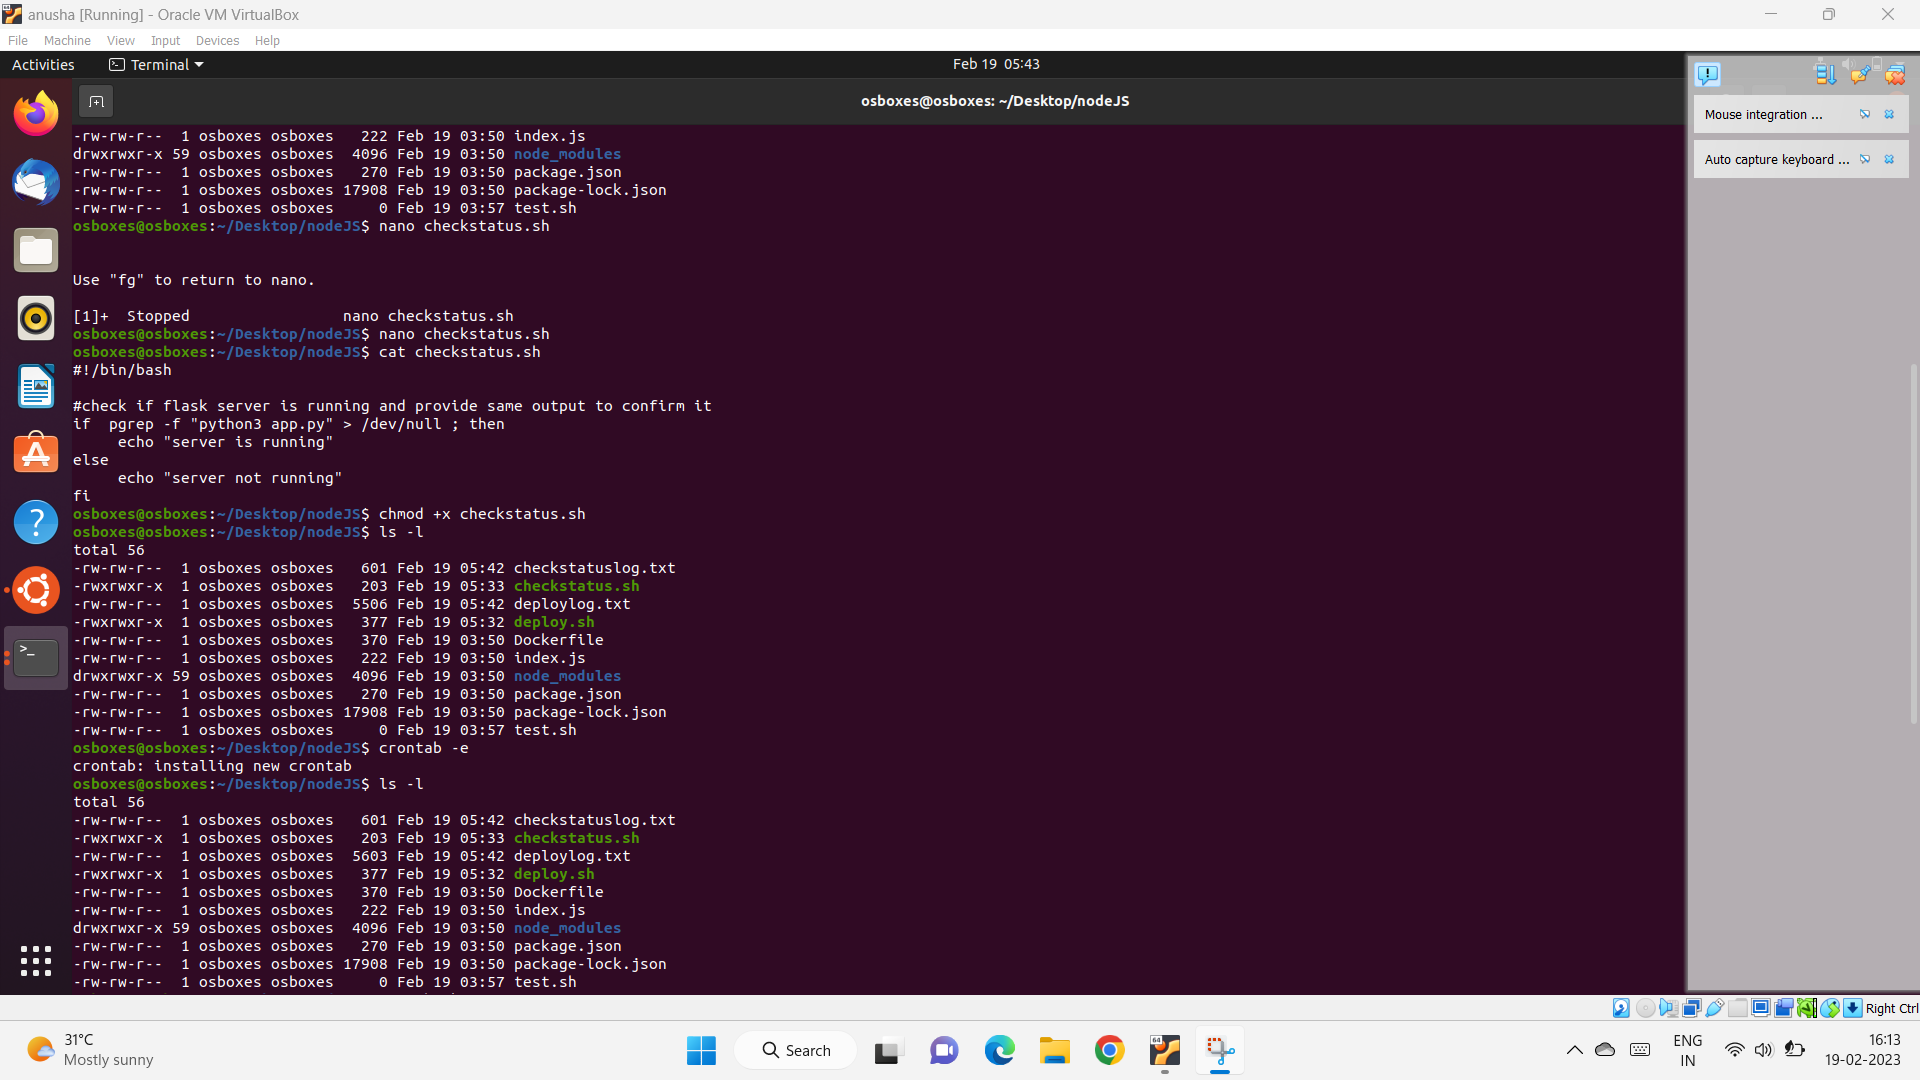 anusha [Running] - Oracle VM VirtualBox
File Machine View Input Devices Help
Activities Terminal Feb 19 05:43
osboxes@osboxes: ~/Desktop/nodeJS
Mouse integration ...
Auto capture keyboard ...
-rw-rw-r-- 1 osboxes osboxes 222 Feb 19 03:50 index.js
drwxrwxr-x 59 osboxes osboxes 4096 Feb 19 03:50 node_modules
-rw-rw-r-- 1 osboxes osboxes 270 Feb 19 03:50 package.json
-rw-rw-r-- 1 osboxes osboxes 17908 Feb 19 03:50 package-lock.json
-rw-rw-r-- 1 osboxes osboxes 0 Feb 19 03:57 test.sh
osboxes@osboxes:~/Desktop/nodeJS$ nano checkstatus.sh
Use "fg" to return to nano.
[1]+ Stopped nano checkstatus.sh
osboxes@osboxes:~/Desktop/nodeJS$ nano checkstatus.sh
osboxes@osboxes:~/Desktop/nodeJS$ cat checkstatus.sh
#!/bin/bash
#check if flask server is running and provide same output to confirm it
if pgrep -f "python3 app.py" > /dev/null ; then
echo "server is running"
else
echo "server not running"
fi
osboxes@osboxes:~/Desktop/nodeJS$ chmod +x checkstatus.sh
osboxes@osboxes:~/Desktop/nodeJS$ ls -l
total 56
-rw-rw-r-- 1 osboxes osboxes 601 Feb 19 05:42 checkstatuslog.txt
-rwxrwxr-x 1 osboxes osboxes 203 Feb 19 05:33 checkstatus.sh
-rw-rw-r-- 1 osboxes osboxes 5506 Feb 19 05:42 deploylog.txt
-rwxrwxr-x 1 osboxes osboxes 377 Feb 19 05:32 deploy.sh
-rw-rw-r-- 1 osboxes osboxes 370 Feb 19 03:50 Dockerfile
-rw-rw-r-- 1 osboxes osboxes 222 Feb 19 03:50 index.js
drwxrwxr-x 59 osboxes osboxes 4096 Feb 19 03:50 node_modules
-rw-rw-r-- 1 osboxes osboxes 270 Feb 19 03:50 package.json
-rw-rw-r-- 1 osboxes osboxes 17908 Feb 19 03:50 package-lock.json
-rw-rw-r-- 1 osboxes osboxes 0 Feb 19 03:57 test.sh
osboxes@osboxes:~/Desktop/nodeJS$ crontab -e
crontab: installing new crontab
osboxes@osboxes:~/Desktop/nodeJS$ ls -l
total 56
-rw-rw-r-- 1 osboxes osboxes 601 Feb 19 05:42 checkstatuslog.txt
-rwxrwxr-x 1 osboxes osboxes 203 Feb 19 05:33 checkstatus.sh
-rw-rw-r-- 1 osboxes osboxes 5603 Feb 19 05:42 deploylog.txt
-rwxrwxr-x 1 osboxes osboxes 377 Feb 19 05:32 deploy.sh
-rw-rw-r-- 1 osboxes osboxes 370 Feb 19 03:50 Dockerfile
-rw-rw-r-- 1 osboxes osboxes 222 Feb 19 03:50 index.js
drwxrwxr-x 59 osboxes osboxes 4096 Feb 19 03:50 node_modules
-rw-rw-r-- 1 osboxes osboxes 270 Feb 19 03:50 package.json
-rw-rw-r-- 1 osboxes osboxes 17908 Feb 19 03:50 package-lock.json
-rw-rw-r-- 1 osboxes osboxes 0 Feb 19 03:57 test.sh
Right Ctrl
31°C
Mostly sunny
Search
64
ENG
IN
16:13
19-02-2023